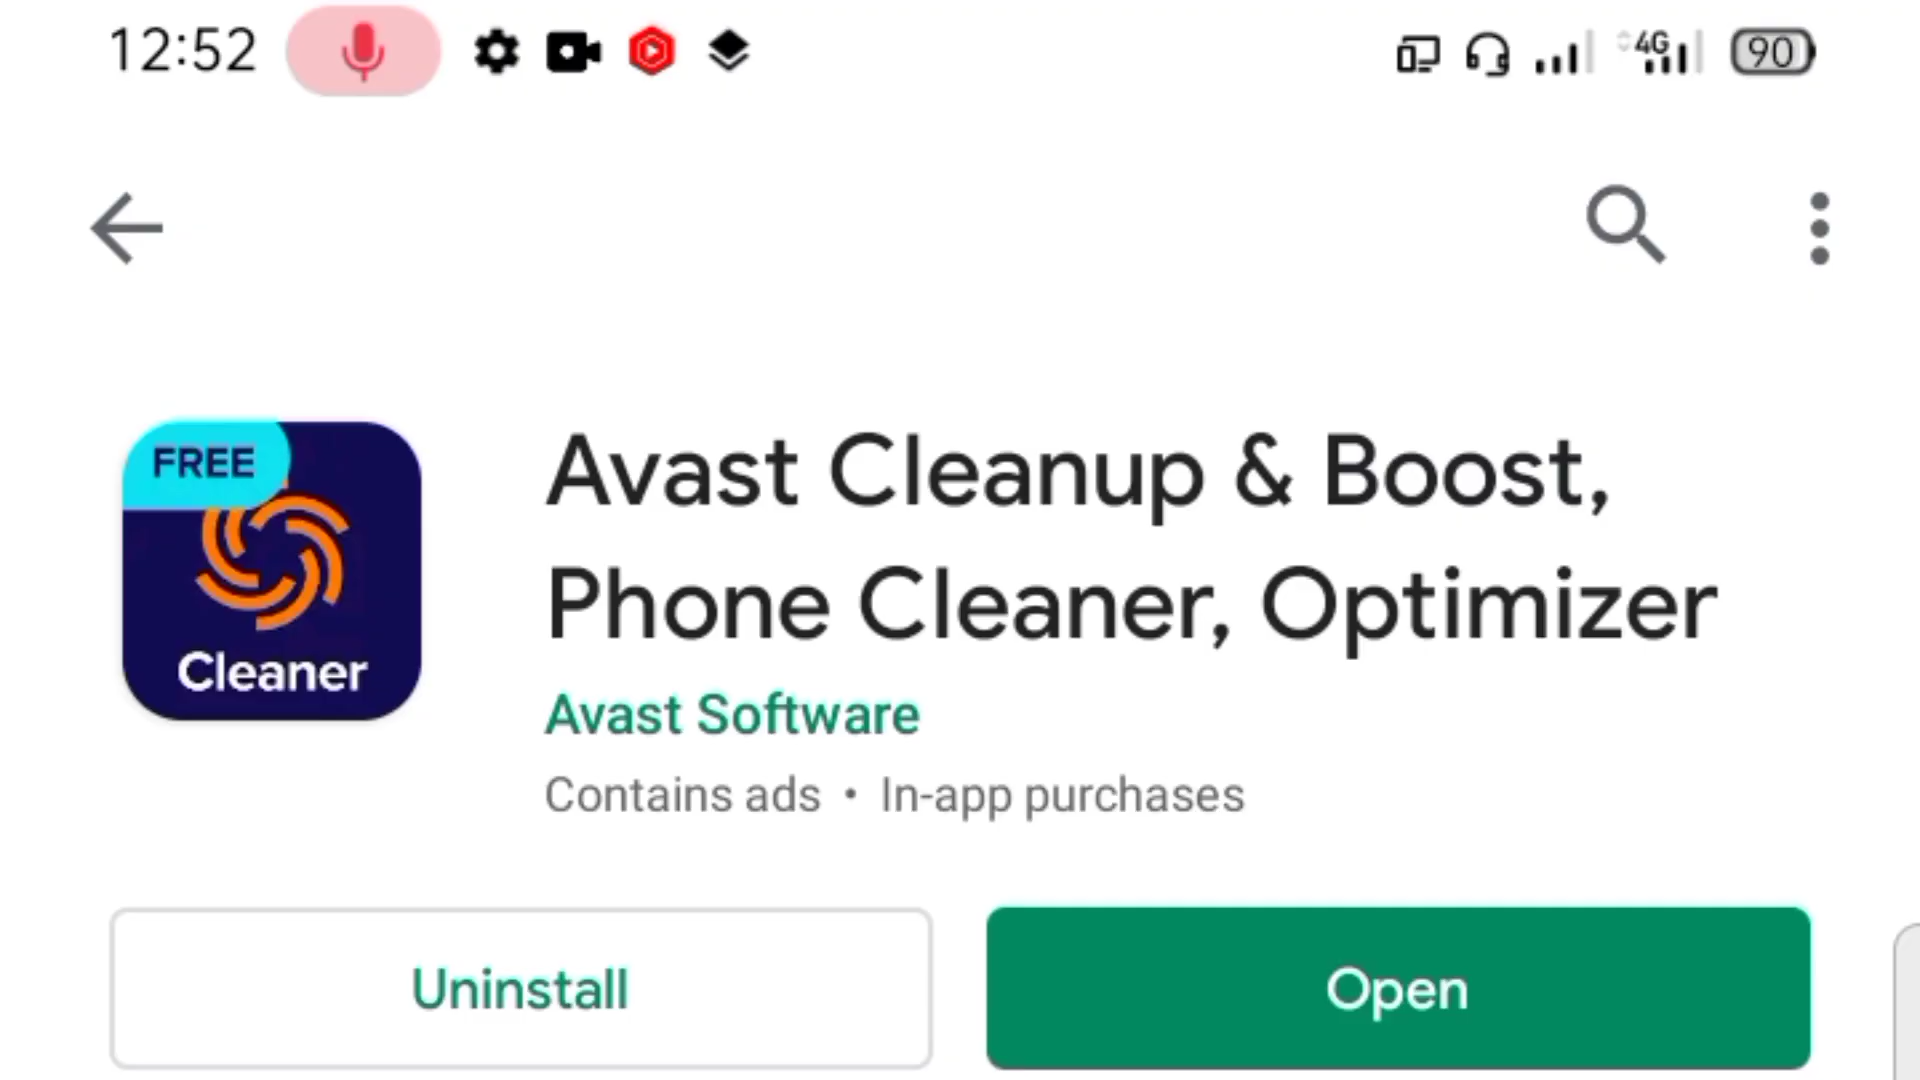 12:52
4G
90
FREE
Cleaner
Avast Cleanup & Boost,
Phone Cleaner, Optimizer
Avast Software
Contains ads • In-app purchases
Uninstall
Open